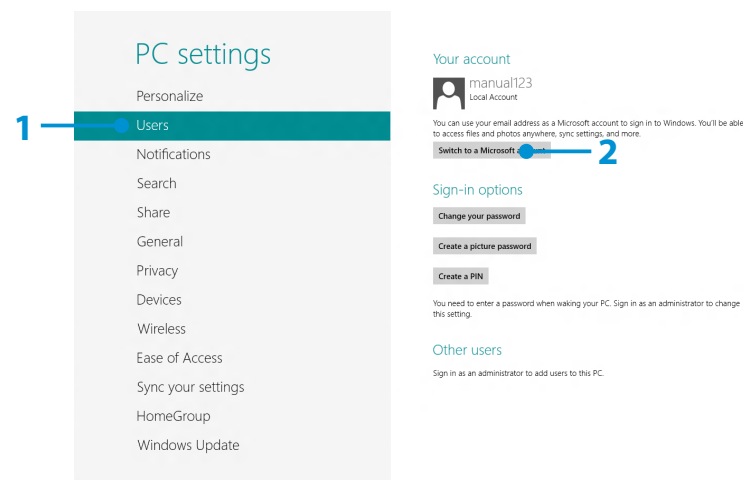 PC settings
Personalize
1
Users
Notifications
Search
Share
General
Privacy
Devices
Wireless
Ease of Access
Sync your settings
HomeGroup
Windows Update
Your account
manual123
Local Account
You can use your email address as a Microsoft account to sign in to Windows. You'll be able
to access files and photos anywhere, sync settings, and more.
Switch to a Microsoft account
2
Sign-in options
Change your password
Create a picture password
Create a PIN
You need to enter a password when waking your PC. Sign in as an administrator to change
this setting.
Other users
Sign in as an administrator to add users to this PC.